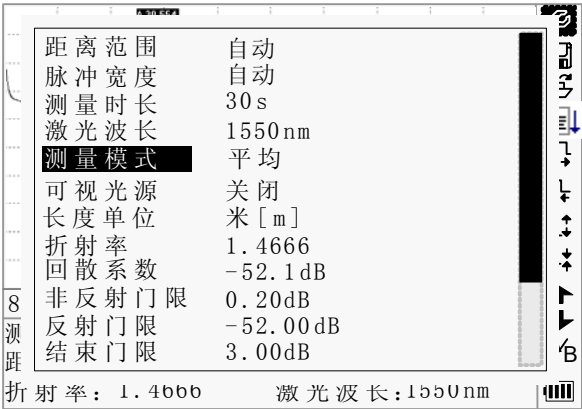 距离范围 自动
脉冲宽度 自动
测量时长 30s
激光波长 1550nm
测量模式 平均
可视光源 关闭
长度单位 米[m]
折射率 1.4666
回散系数 -52.1dB
非反射门限 0.20dB
反射门限 -52.00dB
结束门限 3.00dB
8
测
距
B
折射率: 1.4666 激光波长:1550nm